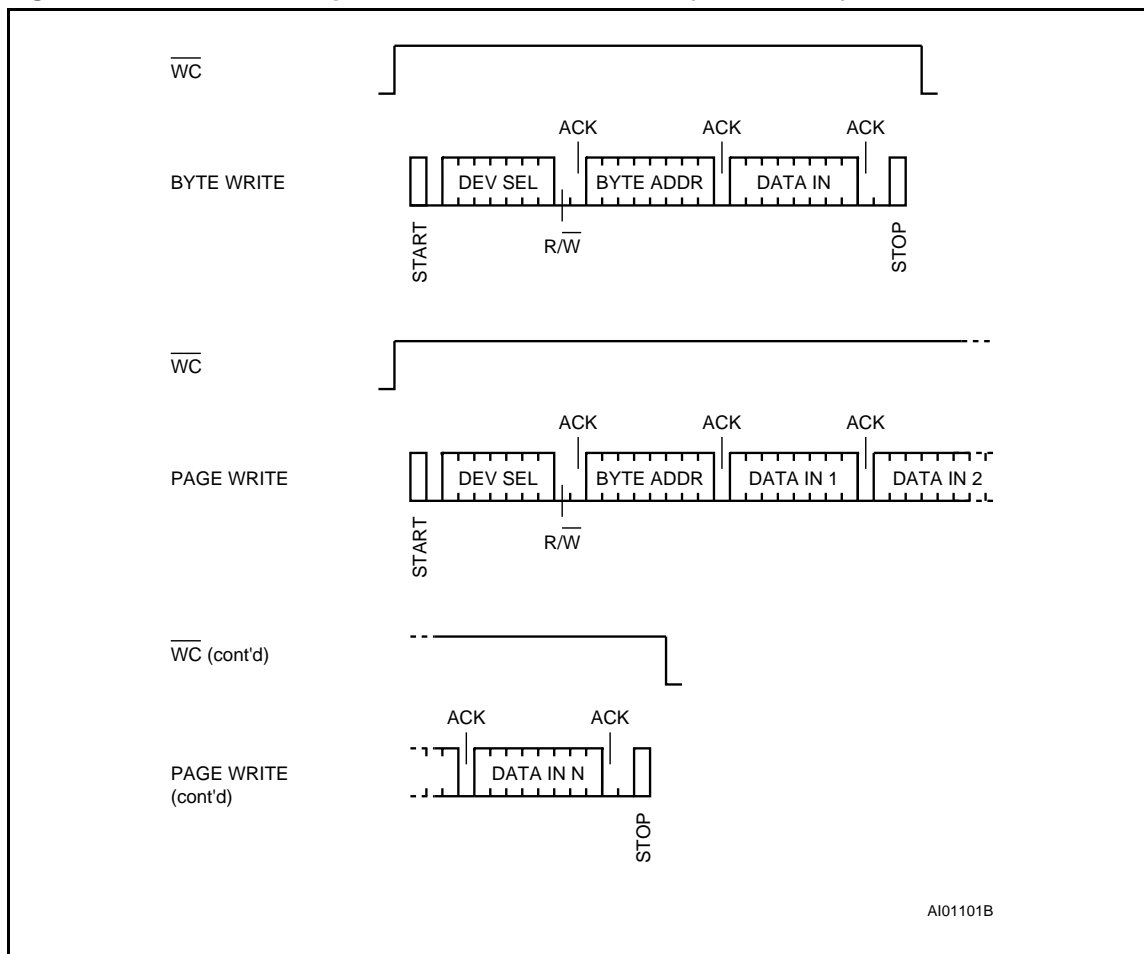 WC
ACK ACK ACK
BYTE WRITE DEV SEL BYTE ADDR DATA IN
R/W
START STOP
WC
ACK ACK ACK
PAGE WRITE DEV SEL BYTE ADDR DATA IN 1 DATA IN 2
R/W
START
WC (cont'd)
ACK ACK
PAGE WRITE DATA IN N
(cont'd)
STOP
AI01101B